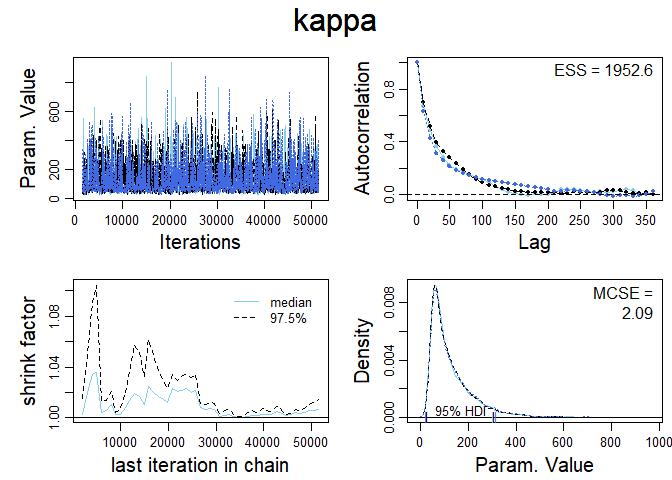 kappa
Param. Value
600
200
0
0 10000 20000 30000 40000 50000
Iterations
Autocorrelation
0.8
0.4
0.0
ESS = 1952.6
0 50 100 150 200 250 300 350
Lag
shrink factor
1.08
1.04
1.00
median
97.5%
10000 20000 30000 40000 50000
last iteration in chain
Density
0.008
0.004
0.000
MCSE =
2.09
95% HDI
0 200 400 600 800 1000
Param. Value